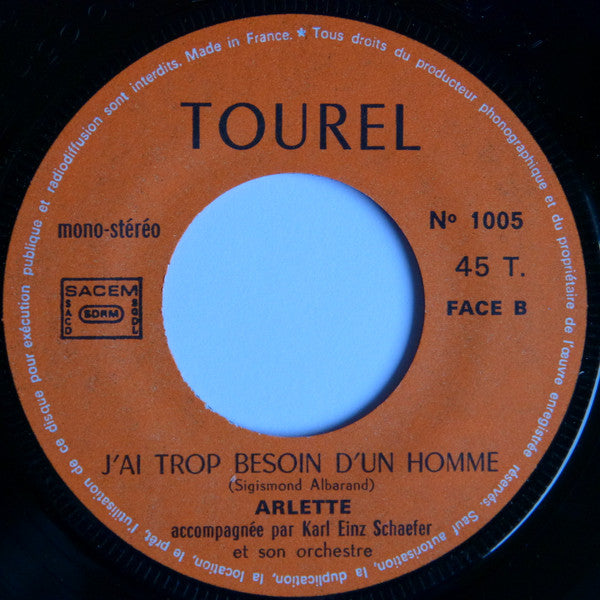 Tous droits du producteur phonographique et du propriétaire de l'œuvre enregistrée réservés. Sauf autorisation, la duplication, la location, le prêt, l'utilisation de ce disque pour exécution publique et radiodiffusion sont interdits. Made in France. *
TOUREL
mono-stéréo
Nº 1005
45 T.
FACE B
SACEM
SACD
SDRM
SGDL
J'AI TROP BESOIN D'UN HOMME
(Sigismond Albarand)
ARLETTE
accompagnée par Karl Einz Schaefer
et son orchestre